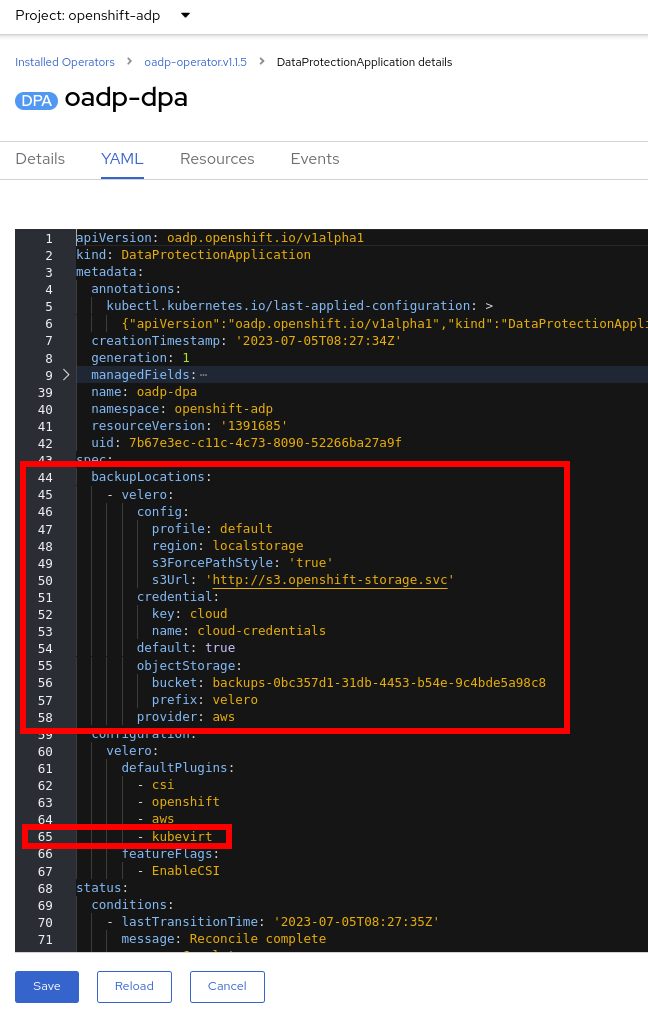 Project: openshift-adp
Installed Operators > oadp-operator.v1.1.5 > DataProtectionApplication details
DPA oadp-dpa
Details YAML Resources Events
1 apiVersion: oadp.openshift.io/v1alpha1
2 kind: DataProtectionApplication
3 metadata:
4 annotations:
5 kubectl.kubernetes.io/last-applied-configuration: >
6 {"apiVersion":"oadp.openshift.io/v1alpha1","kind":"DataProtectionAppli
7 creationTimestamp: '2023-07-05T08:27:34Z'
8 generation: 1
9 managedFields:…
39 name: oadp-dpa
40 namespace: openshift-adp
41 resourceVersion: '1391685'
42 uid: 7b67e3ec-c11c-4c73-8090-52266ba27a9f
43 spec:
44 backupLocations:
45 - velero:
46 config:
47 profile: default
48 region: localstorage
49 s3ForcePathStyle: 'true'
50 s3Url: 'http://s3.openshift-storage.svc'
51 credential:
52 key: cloud
53 name: cloud-credentials
54 default: true
55 objectStorage:
56 bucket: backups-0bc357d1-31db-4453-b54e-9c4bde5a98c8
57 prefix: velero
58 provider: aws
59 configuration:
60 velero:
61 defaultPlugins:
62 - csi
63 - openshift
64 - aws
65 - kubevirt
66 featureFlags:
67 - EnableCSI
68 status:
69 conditions:
70 - lastTransitionTime: '2023-07-05T08:27:35Z'
71 message: Reconcile complete
Save Reload Cancel